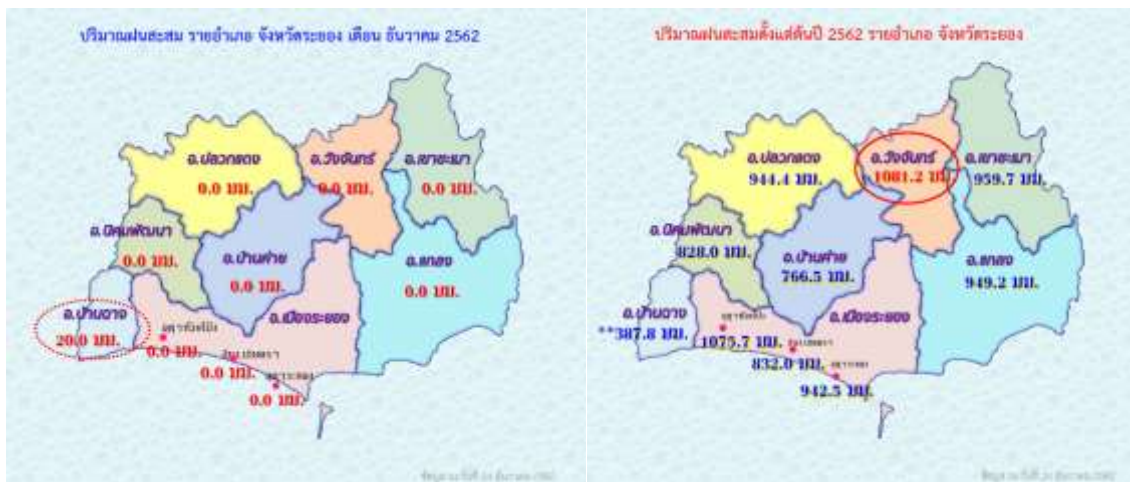 ปริมาณฝนสะสม รายอำเภอ จังหวัดระยอง เดือน ธันวาคม 2562
อ.ปลวกแดง
0.0 มม.
อ.วังจันทร์
0.0 มม.
อ.เขาชะเมา
0.0 มม.
อ.นิคมพัฒนา
0.0 มม.
อ.บ้านค่าย
0.0 มม.
อ.แกลง
0.0 มม.
อ.บ้านฉาง
20.0 มม.
อ.เมืองระยอง
0.0 มม.
0.0 มม.
0.0 มม.
ปริมาณฝนสะสมตั้งแต่ต้นปี 2562 รายอำเภอ จังหวัดระยอง
อ.ปลวกแดง
944.4 มม.
อ.วังจันทร์
1081.2 มม.
อ.เขาชะเมา
959.7 มม.
อ.นิคมพัฒนา
828.0 มม.
อ.บ้านค่าย
766.5 มม.
อ.แกลง
949.2 มม.
อ.บ้านฉาง
**387.8 มม.
อ.เมืองระยอง
1075.7 มม.
832.0 มม.
942.5 มม.